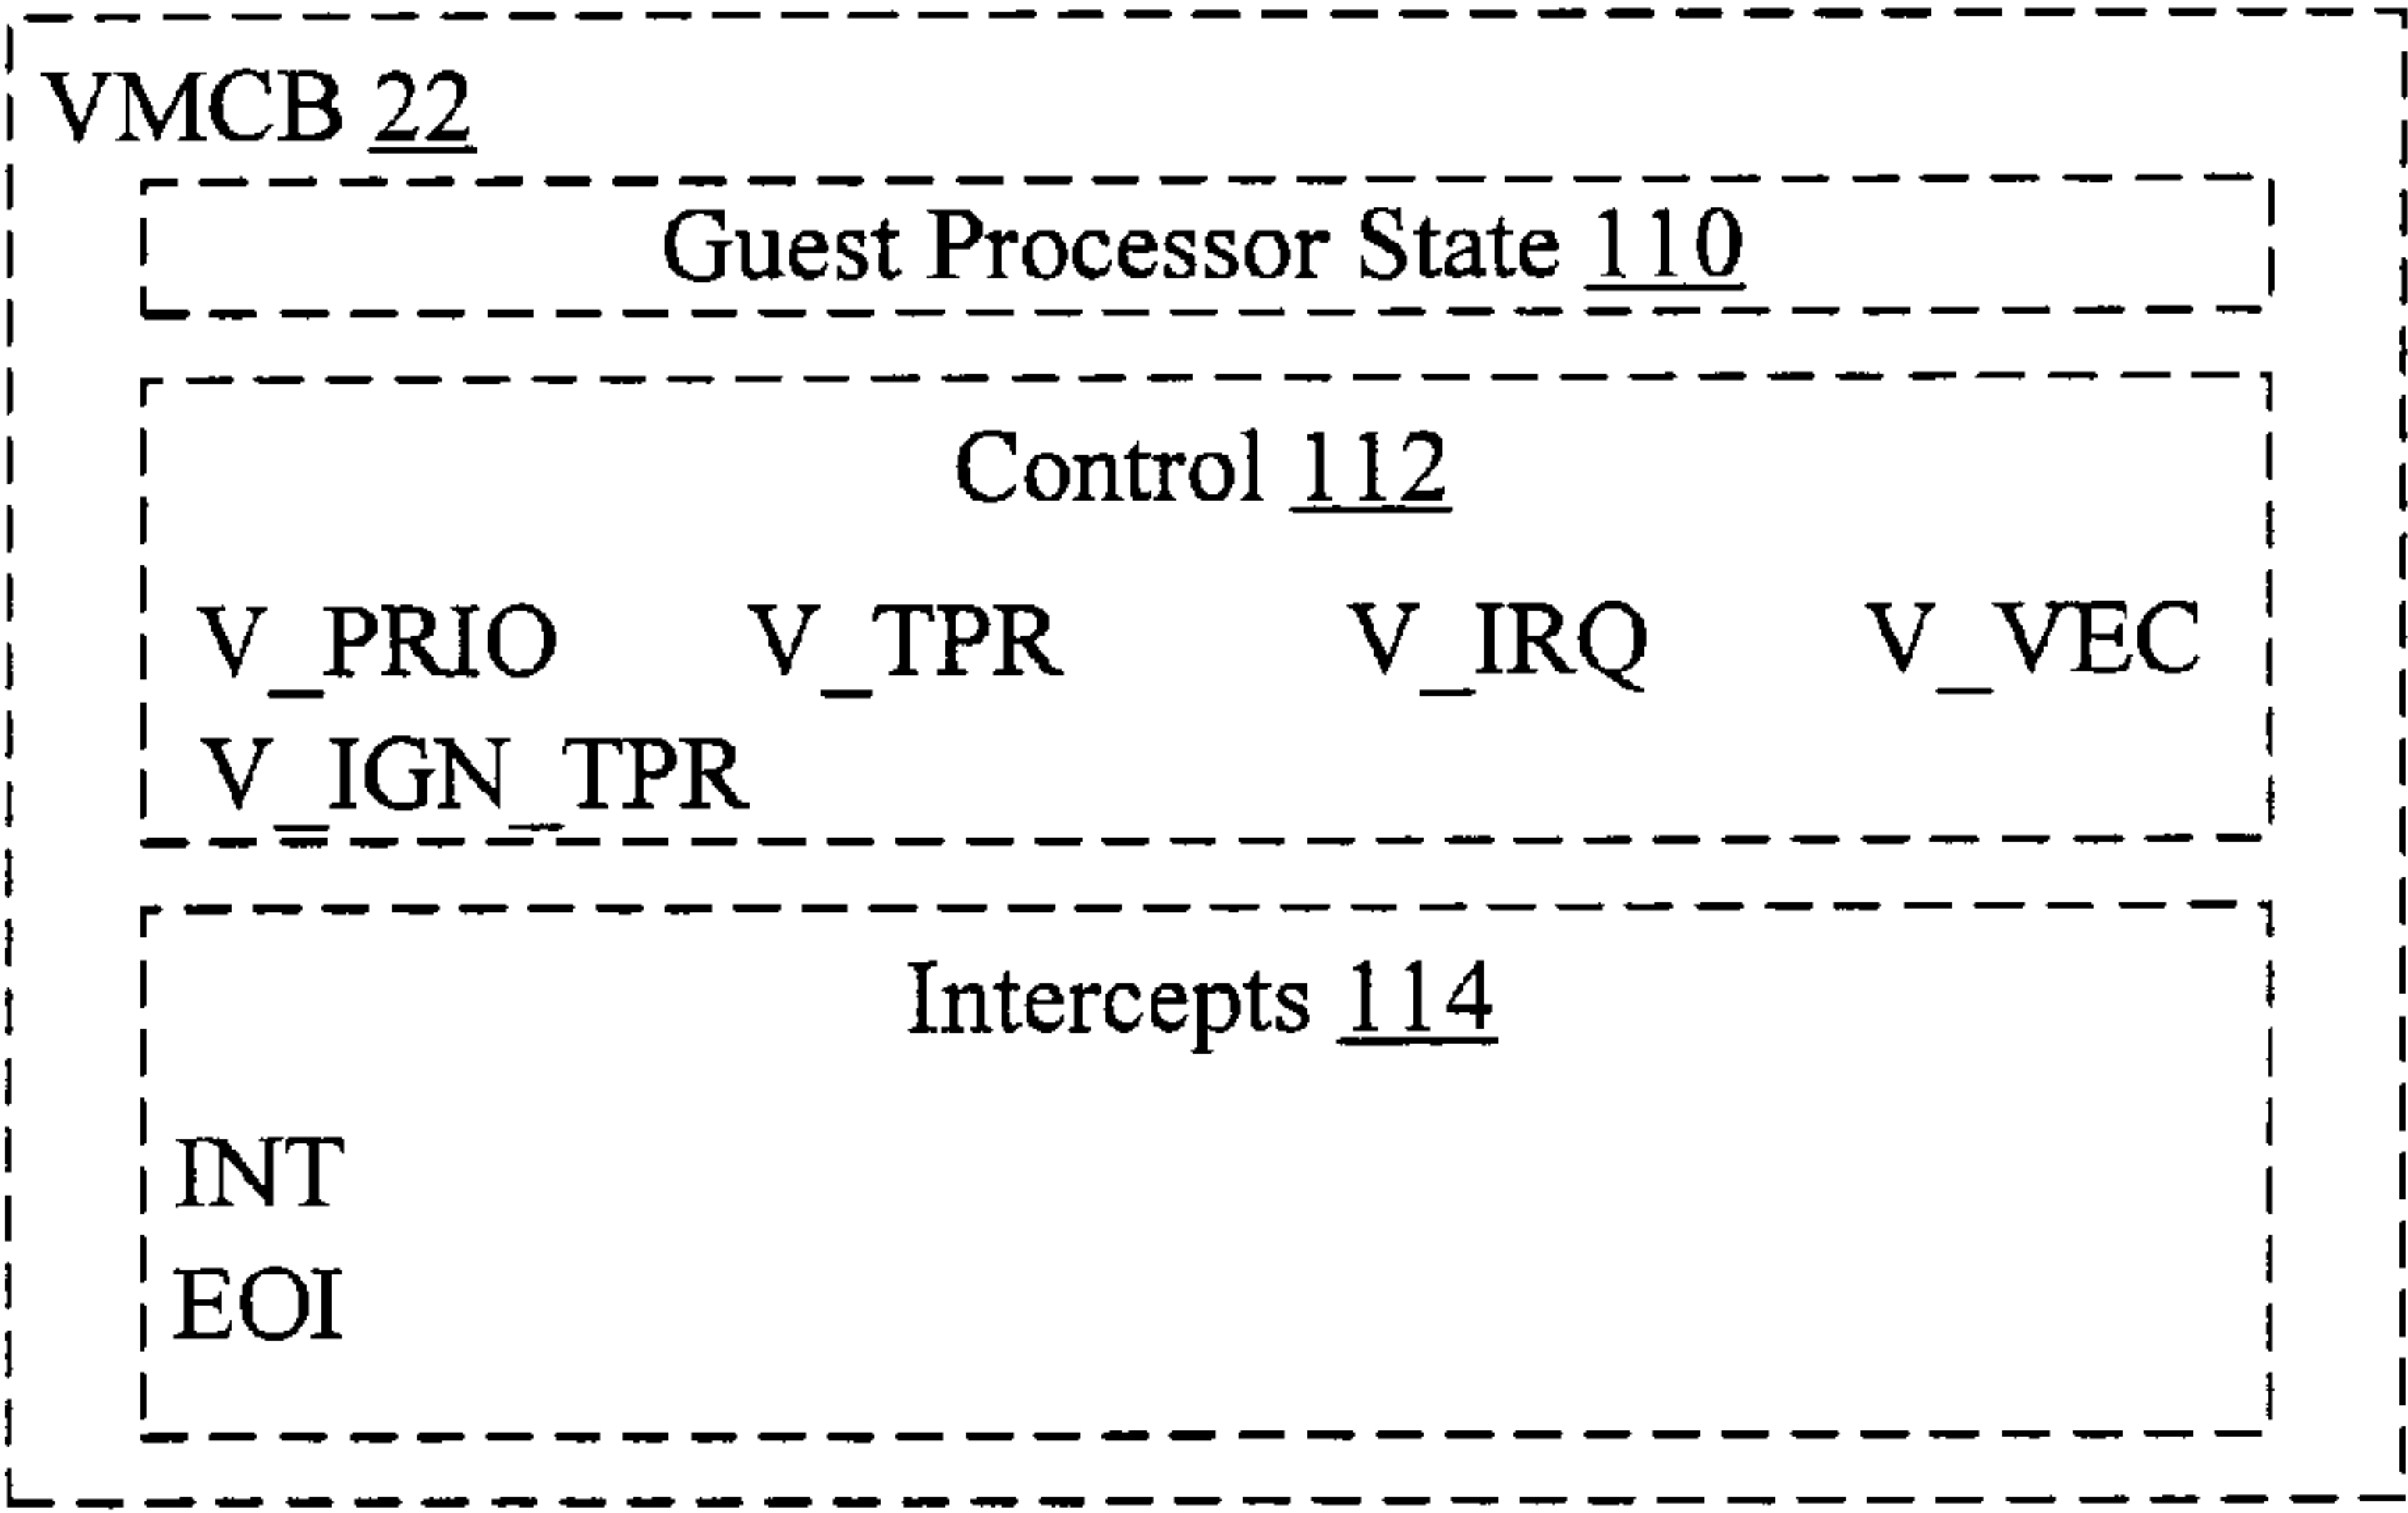 VMCB 22
Guest Processor State 110
Control 112
V_PRIO V_TPR V_IRQ V_VEC
V_IGN_TPR
Intercepts 114
INT
EOI